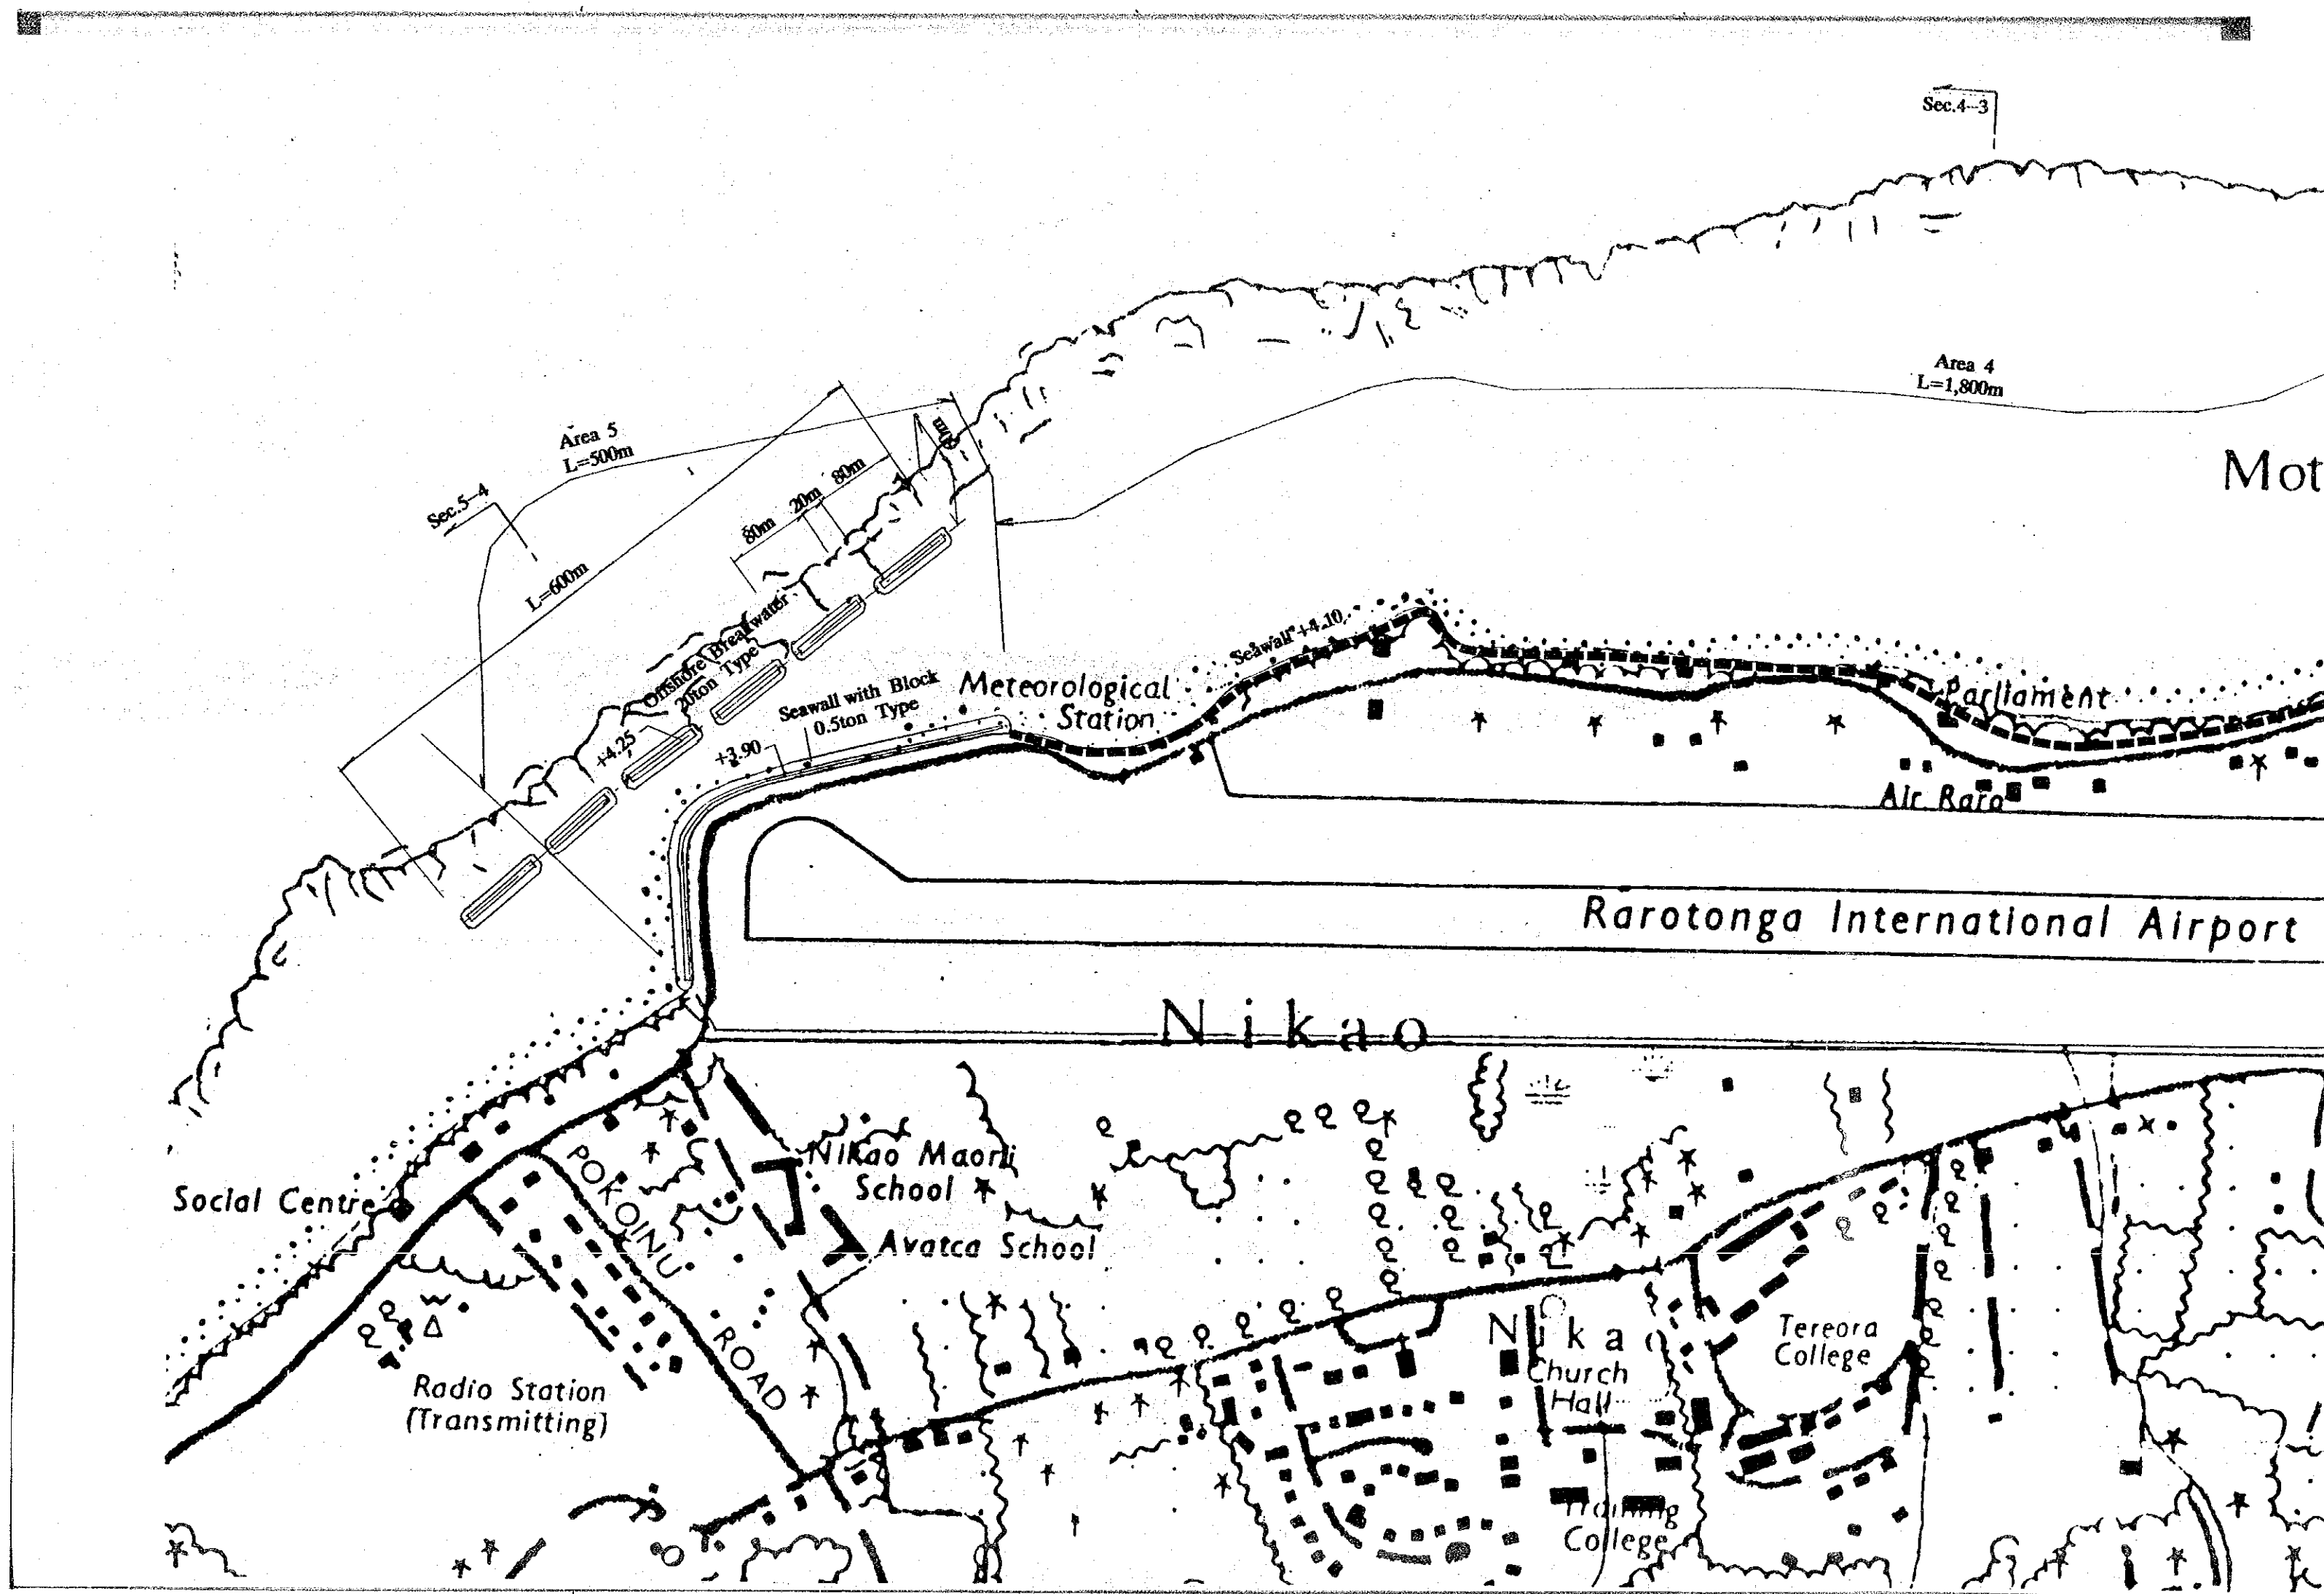 Sec.4-3
Area 4
L=1,800m
Mot
Area 5
L=500m
Sec.5-4
L=600m
80m
20m
80m
Offshore Breakwater
20ton Type
+4.25
Seawall with Block
0.5ton Type
+3.90
Seawall +4.10
Meteorological
Station
Parliament
Air Raro
Rarotonga International Airport
Nikao
Nikao Maori
School
Avatea School
Social Centre
POKOINU
ROAD
Radio Station
(Transmitting)
Nikao
Church
Hall
Tereora
College
Training
College